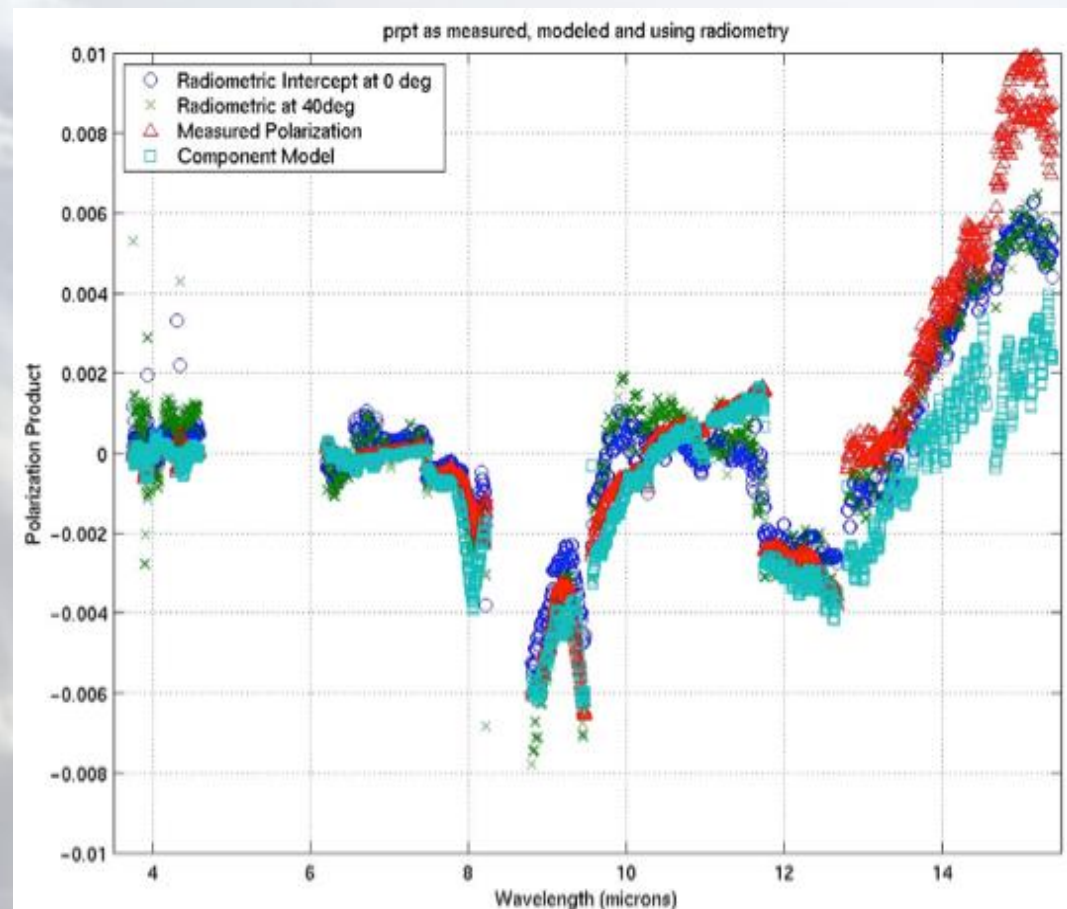 prpt as measured, modeled and using radiometry
Radiometric Intercept at 0 deg
Radiometric at 40deg
Measured Polarization
Component Model
0.01
0.008
0.006
0.004
0.002
0
−0.002
−0.004
−0.006
−0.008
−0.01
Polarization Product
4 6 8 10 12 14
Wavelength (microns)